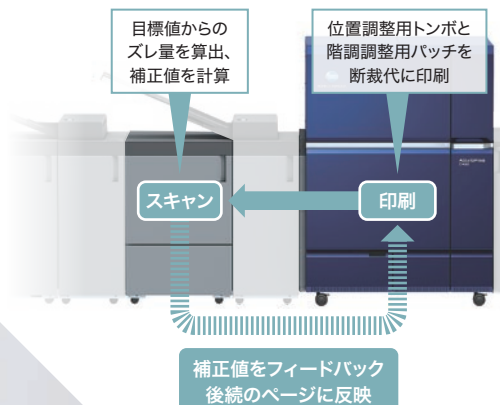 目標値からの
ズレ量を算出、
補正値を計算
位置調整用トンボと
階調調整用パッチを
断裁代に印刷
スキャン
印刷
補正値をフィードバック
後続のページに反映